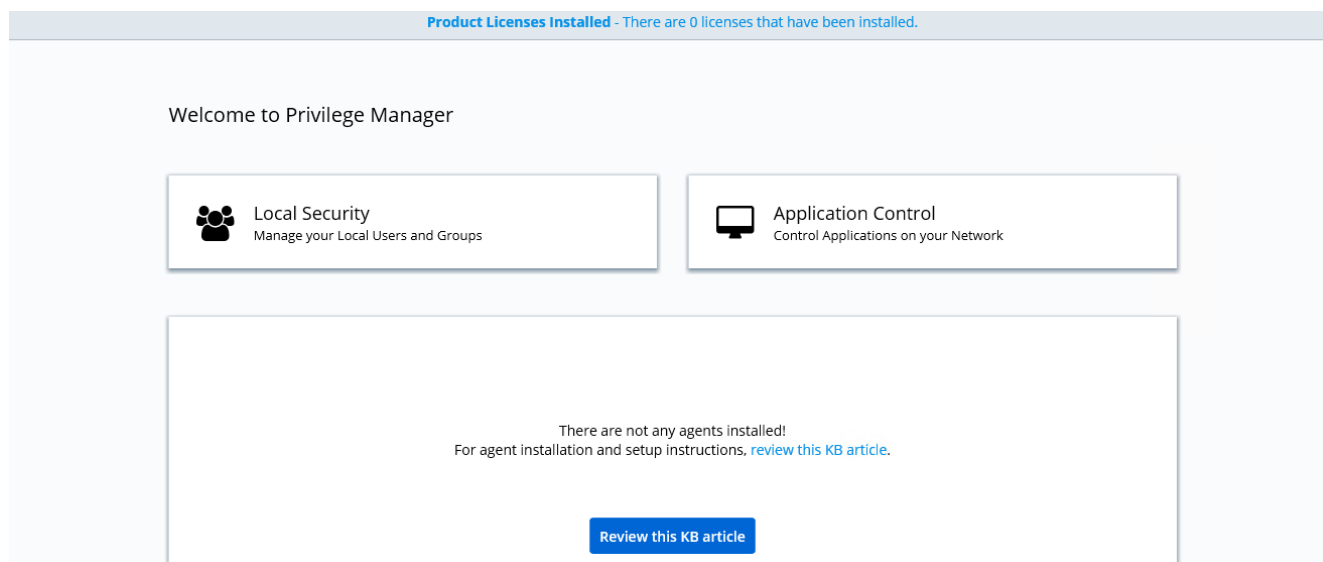 Product Licenses Installed - There are 0 licenses that have been installed.
Welcome to Privilege Manager
Local Security
Manage your Local Users and Groups
Application Control
Control Applications on your Network
There are not any agents installed!
For agent installation and setup instructions, review this KB article.
Review this KB article